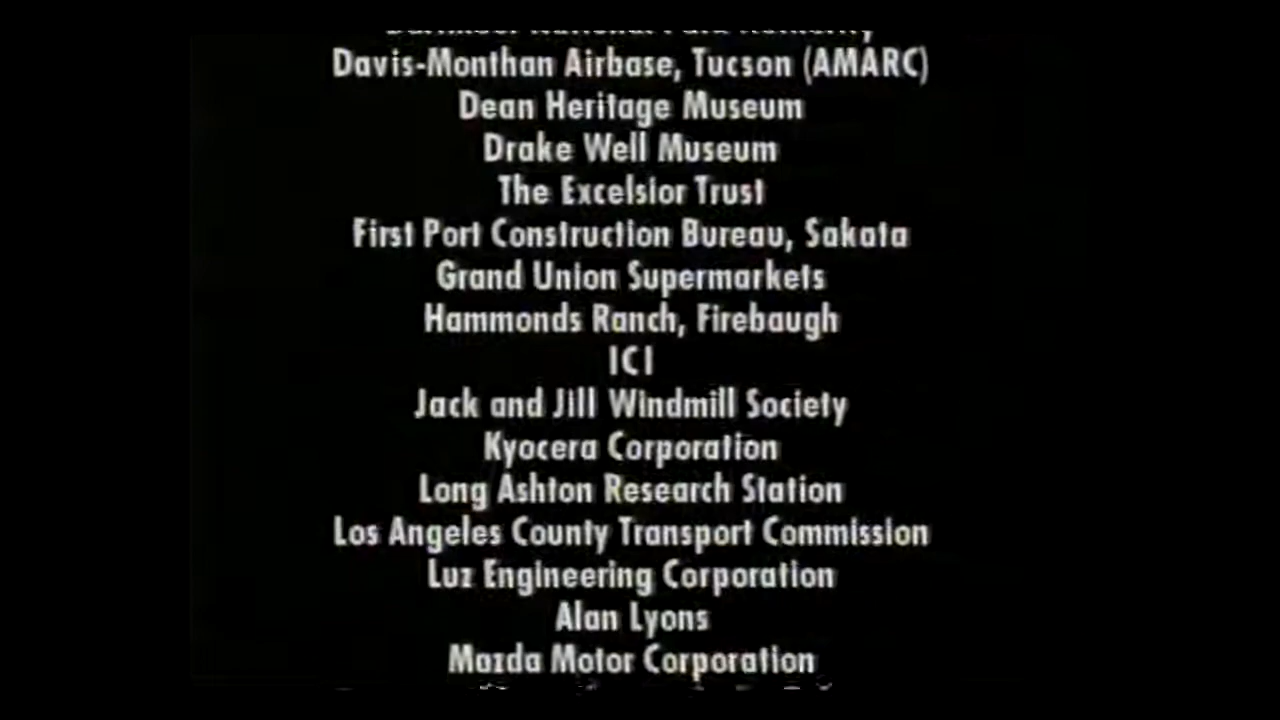 Davis-Monthan Airbase, Tucson (AMARC)
Dean Heritage Museum
Drake Well Museum
The Excelsior Trust
First Port Construction Bureau, Sakata
Grand Union Supermarkets
Hammonds Ranch, Firebaugh
ICI
Jack and Jill Windmill Society
Kyocera Corporation
Long Ashton Research Station
Los Angeles County Transport Commission
Luz Engineering Corporation
Alan Lyons
Mazda Motor Corporation